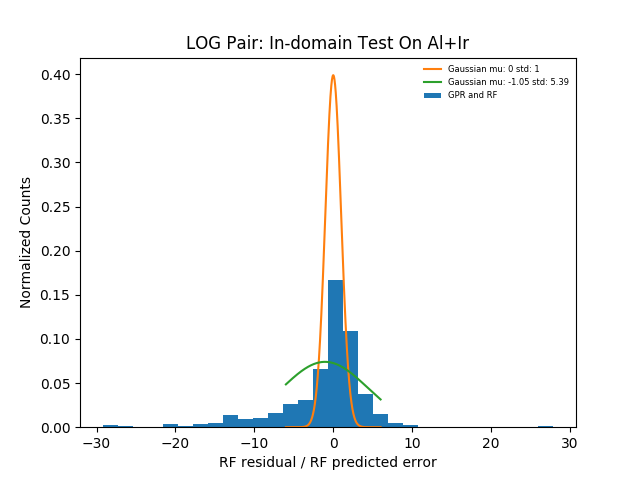 LOG Pair: In-domain Test On Al+Ir
Gaussian mu: 0 std: 1
Gaussian mu: -1.05 std: 5.39
GPR and RF
Normalized Counts
0.40
0.35
0.30
0.25
0.20
0.15
0.10
0.05
0.00
−30 −20 −10 0 10 20 30
RF residual / RF predicted error